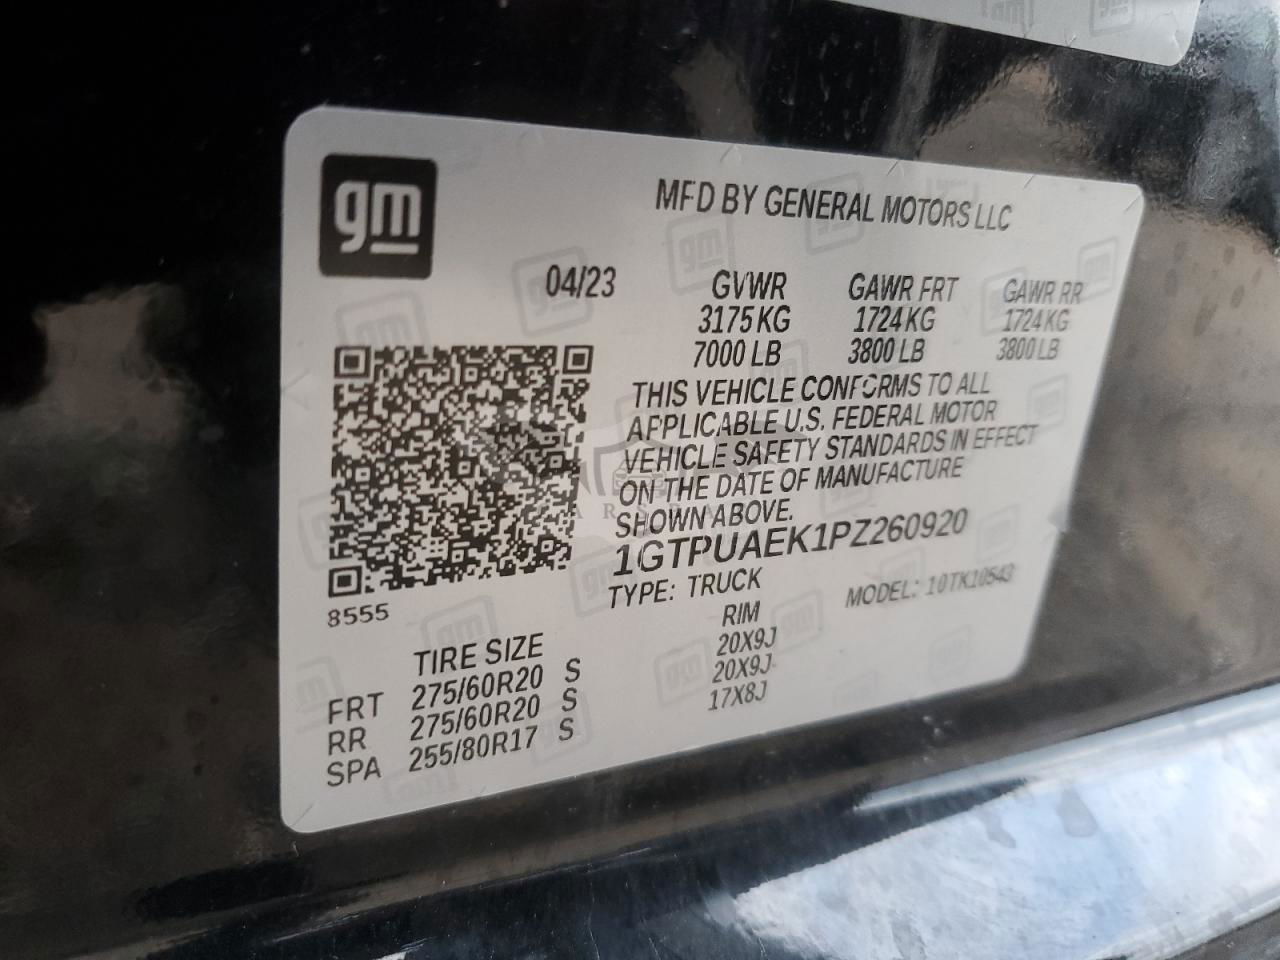 gm
MFD BY GENERAL MOTORS LLC
04/23 GVWR GAWR FRT GAWR RR
3175 KG 1724 KG 1724 KG
7000 LB 3800 LB 3800 LB
THIS VEHICLE CONFORMS TO ALL
APPLICABLE U.S. FEDERAL MOTOR
VEHICLE SAFETY STANDARDS IN EFFECT
ON THE DATE OF MANUFACTURE
SHOWN ABOVE.
1GTPUAEK1PZ260920
TYPE: TRUCK MODEL: 10TK10543
8555
TIRE SIZE RIM
FRT 275/60R20 S 20X9J
RR 275/60R20 S 20X9J
SPA 255/80R17 S 17X8J